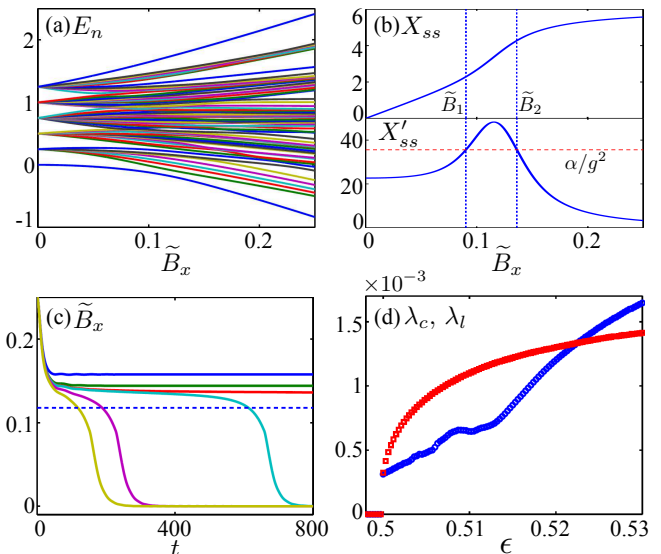 (a) E_n
2
1
0
-1
0
0.1
0.2
B̃_x
(b) X_ss
6
4
2
0
B̃_1
B̃_2
X'_ss
40
α/g²
20
0
0
0.1
0.2
B̃_x
(c) B̃_x
0.2
0.1
0
0
400
800
t
×10⁻³
(d) λ_c, λ_l
1.5
1
0.5
0
0.5
0.51
0.52
0.53
ϵ